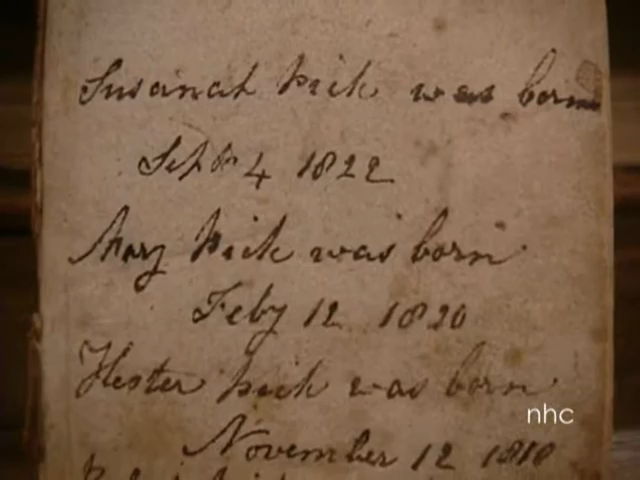 Susanah Pick was born
Sept 4 1822
Mary Pick was born
Feby 12 1820
Hester Pick was born
nhc
November 12 1810